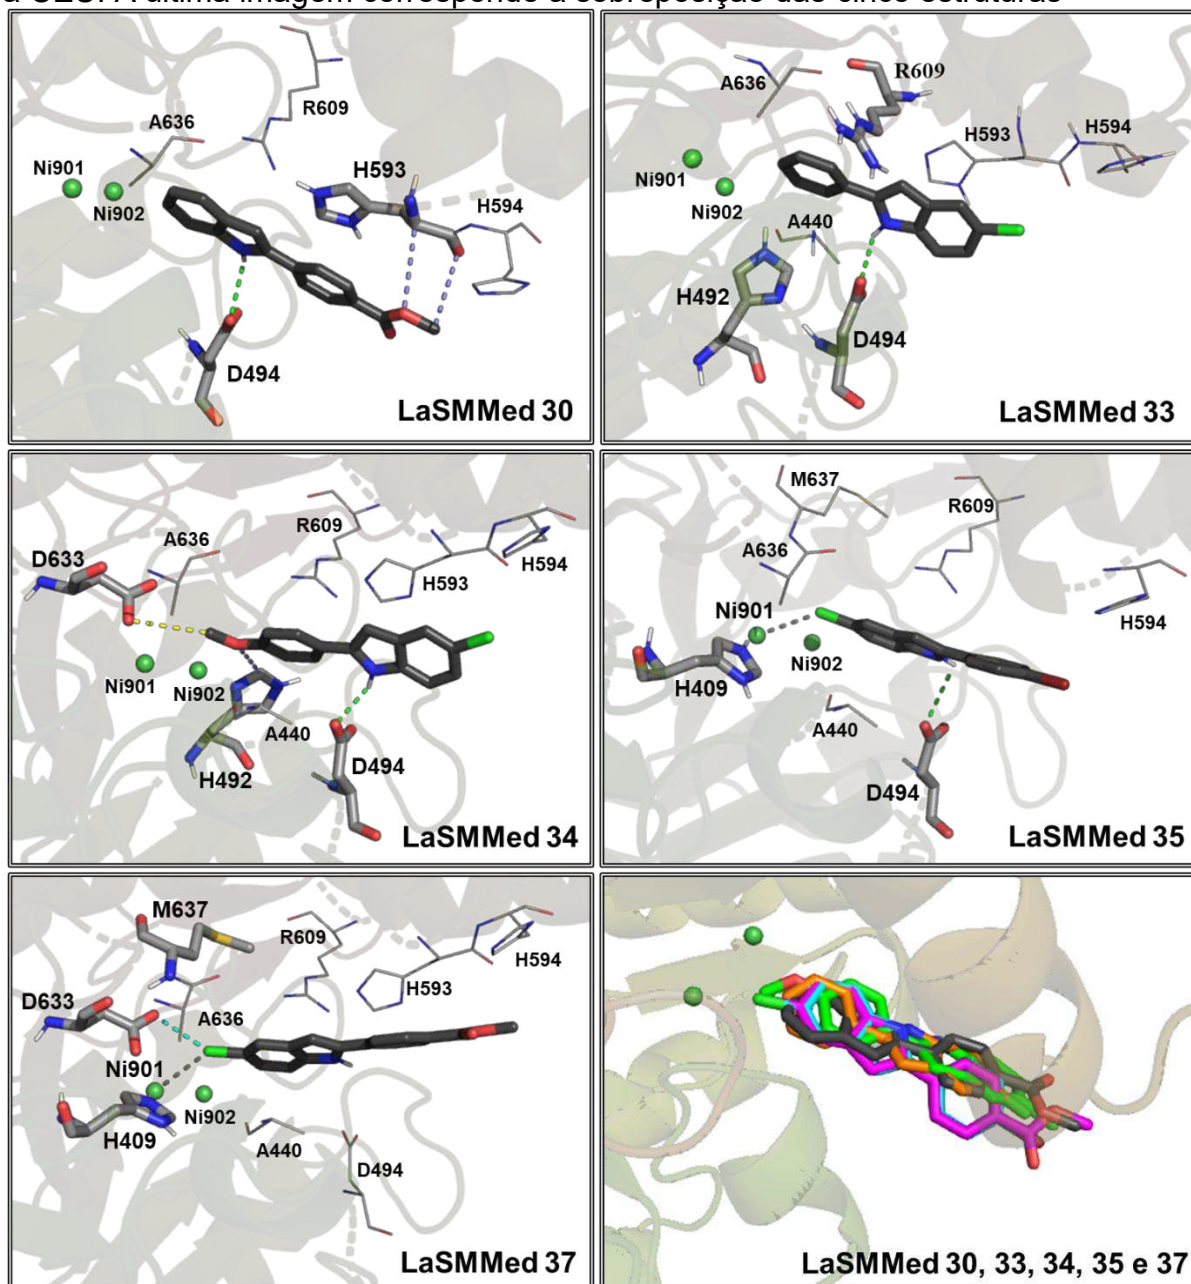 a ULS. A última imagem corresponde à sobreposição das cinco estruturas
R609
A636
Ni901
Ni902
H593
H594
D494
LaSMMed 30
R609
A636
H593
H594
Ni901
Ni902
A440
H492
D494
LaSMMed 33
D633
A636
R609
H593
H594
Ni901
Ni902
A440
H492
D494
LaSMMed 34
M637
R609
A636
Ni901
H594
Ni902
H409
A440
D494
LaSMMed 35
M637
R609
H594
D633
A636
H593
Ni901
Ni902
H409
A440
D494
LaSMMed 37
LaSMMed 30, 33, 34, 35 e 37